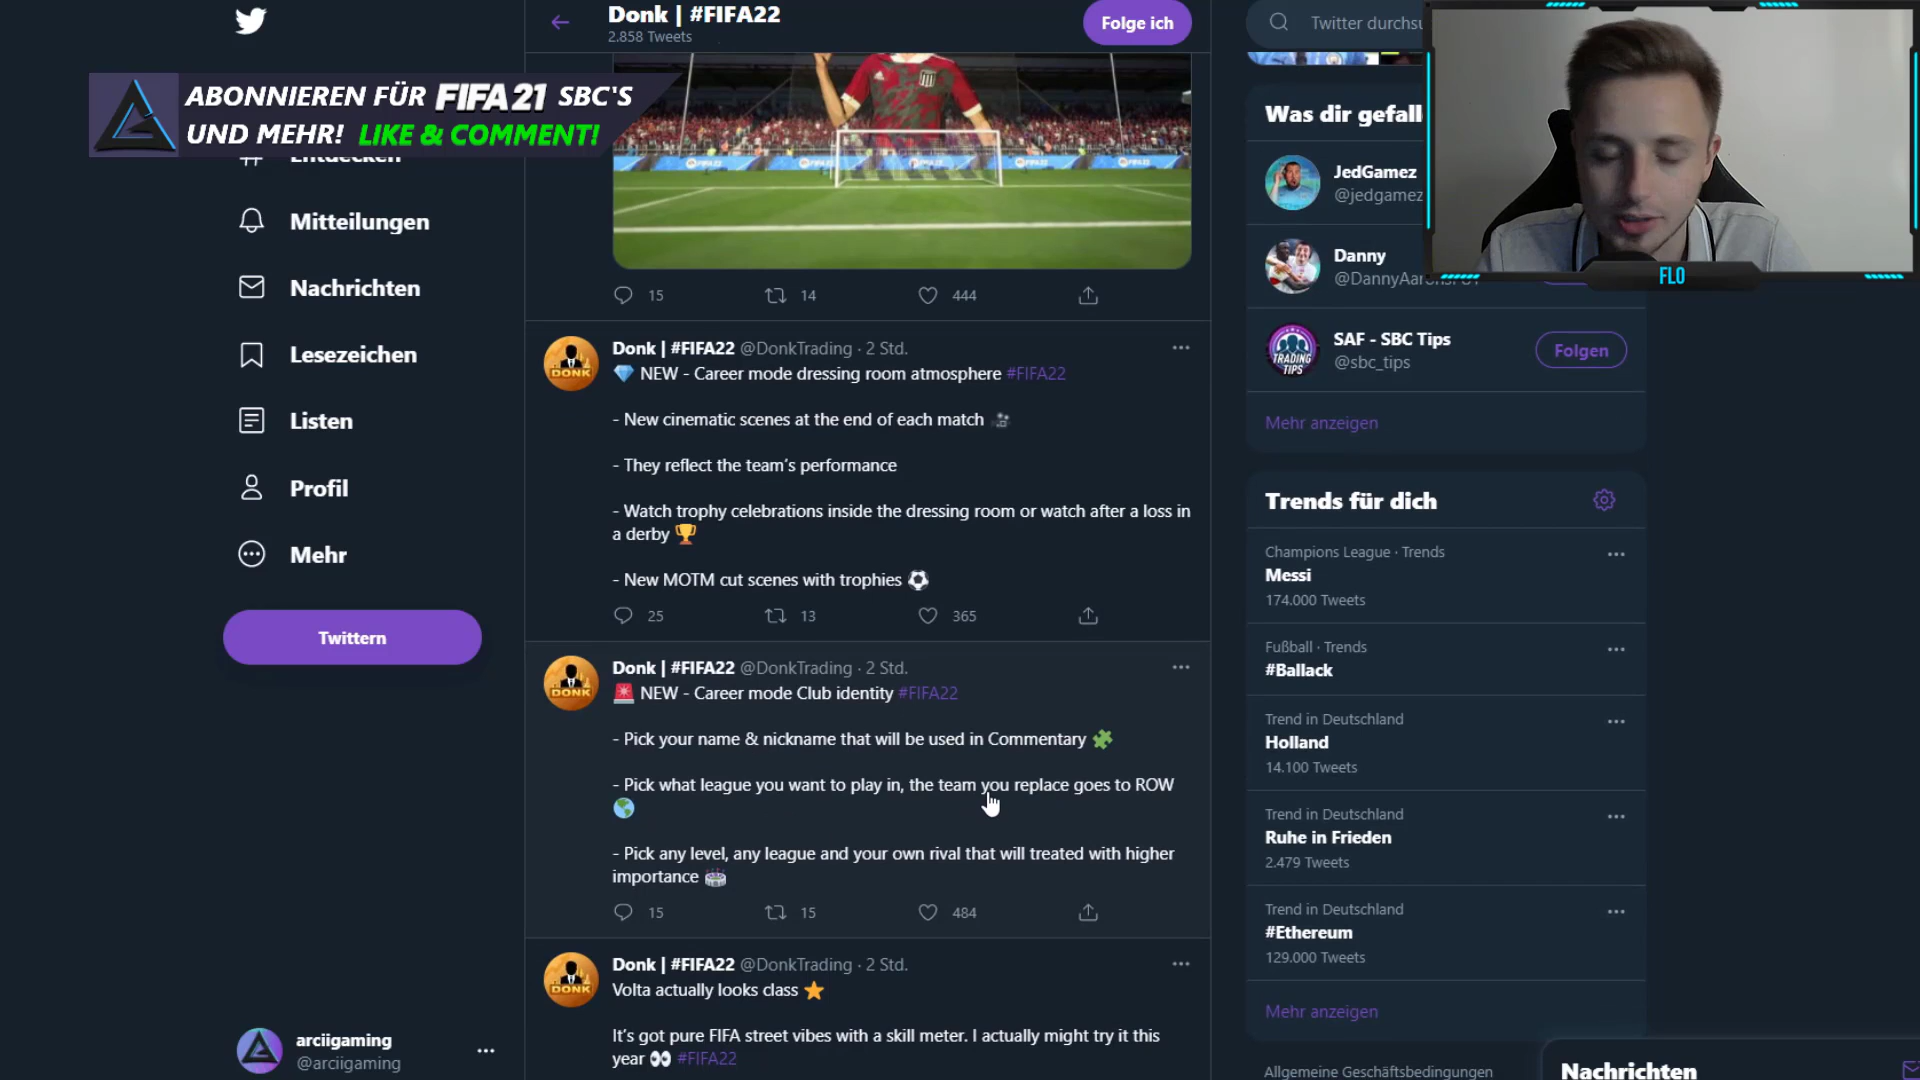 Donk | #FIFA22
2.858 Tweets
Folge ich
Twitter durchsu
ABONNIEREN FÜR FIFA 21 SBC'S
UND MEHR! LIKE & COMMENT!
Entdecken
Mitteilungen
Nachrichten
Lesezeichen
Listen
Profil
Mehr
Twittern
arciigaming
@arciigaming
15 14 444
Donk | #FIFA22 @DonkTrading · 2 Std.
💎 NEW - Career mode dressing room atmosphere #FIFA22
- New cinematic scenes at the end of each match 🎥
- They reflect the team's performance
- Watch trophy celebrations inside the dressing room or watch after a loss in
a derby 🏆
- New MOTM cut scenes with trophies ⚽
25 13 365
Donk | #FIFA22 @DonkTrading · 2 Std.
🚨 NEW - Career mode Club identity #FIFA22
- Pick your name & nickname that will be used in Commentary 🧩
- Pick what league you want to play in, the team you replace goes to ROW
🌎
- Pick any level, any league and your own rival that will treated with higher
importance 🏟
15 15 484
Donk | #FIFA22 @DonkTrading · 2 Std.
Volta actually looks class ⭐
It's got pure FIFA street vibes with a skill meter. I actually might try it this
year 👀 #FIFA22
Was dir gefall
JedGamez
@jedgamez
Danny
@DannyAaronsFUT
SAF - SBC Tips
@sbc_tips
Folgen
Mehr anzeigen
Trends für dich
Champions League · Trends
Messi
174.000 Tweets
Fußball · Trends
#Ballack
Trend in Deutschland
Holland
14.100 Tweets
Trend in Deutschland
Ruhe in Frieden
2.479 Tweets
Trend in Deutschland
#Ethereum
129.000 Tweets
Mehr anzeigen
Allgemeine Geschäftsbedingungen
Nachrichten
FLO
DONK
DONK
DONK
TRADING
TIPS